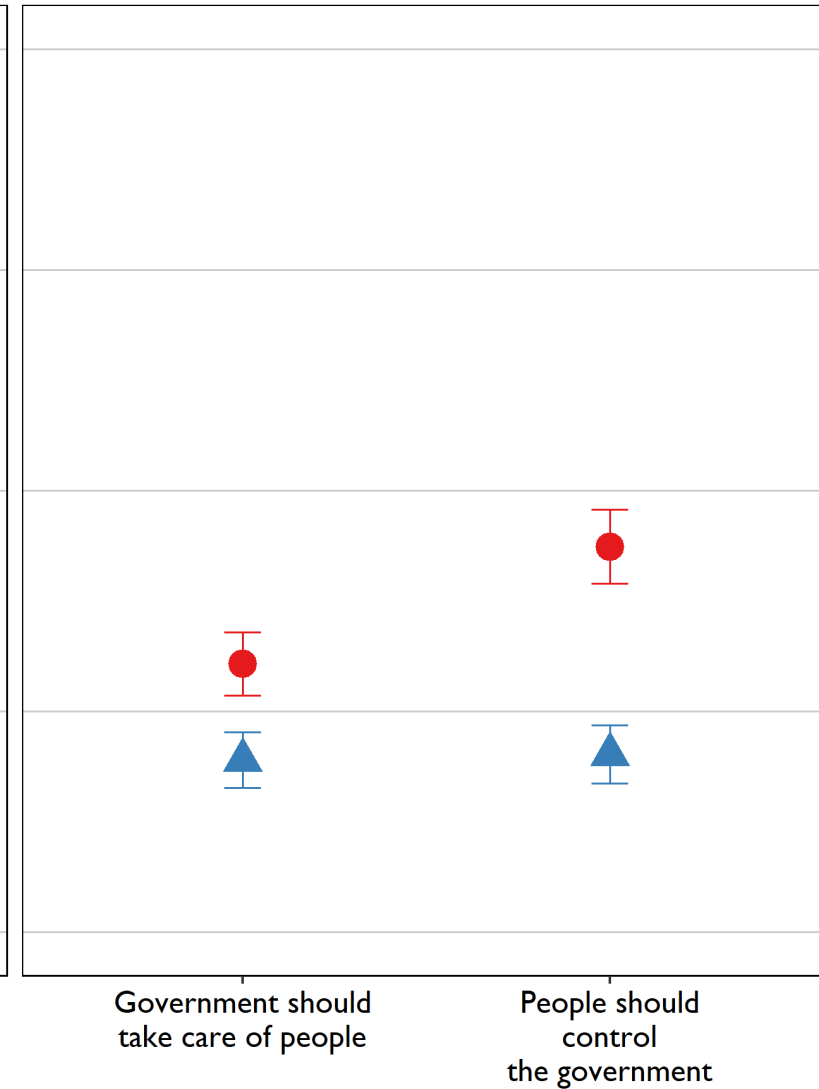 Government should
take care of people
People should
control
the government